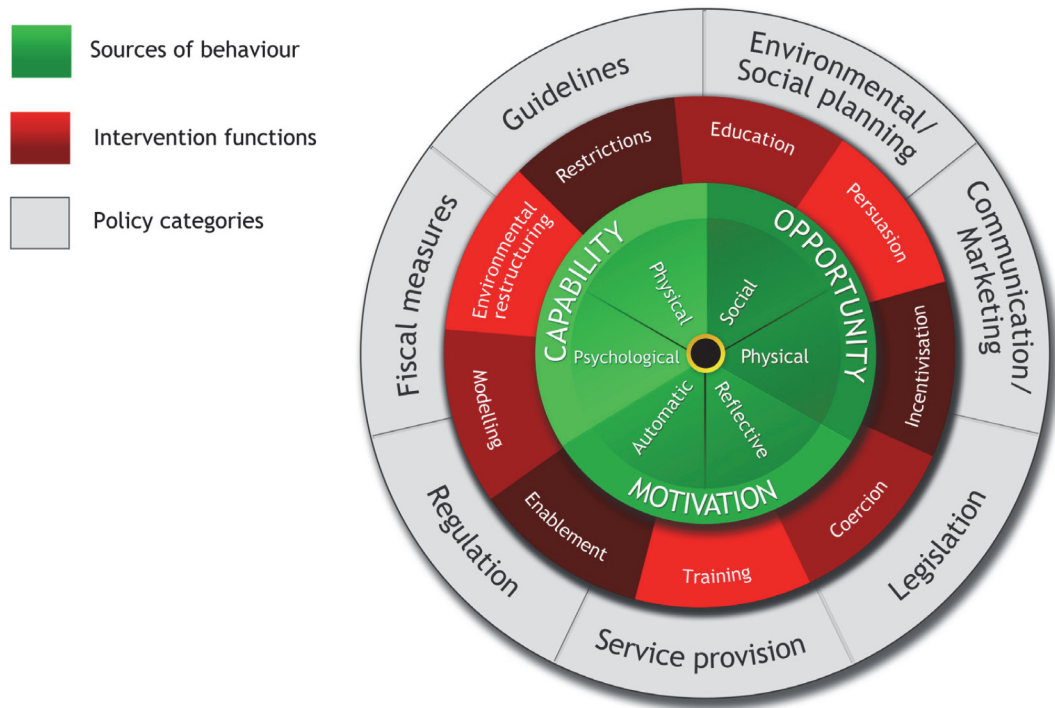 Sources of behaviour
Intervention functions
Policy categories
Guidelines
Environmental/
Social planning
Communication/
Marketing
Legislation
Service provision
Regulation
Fiscal measures
Restrictions
Education
Persuasion
Incentivisation
Coercion
Training
Enablement
Modelling
Environmental
restructuring
CAPABILITY
OPPORTUNITY
MOTIVATION
Physical
Social
Physical
Reflective
Automatic
Psychological